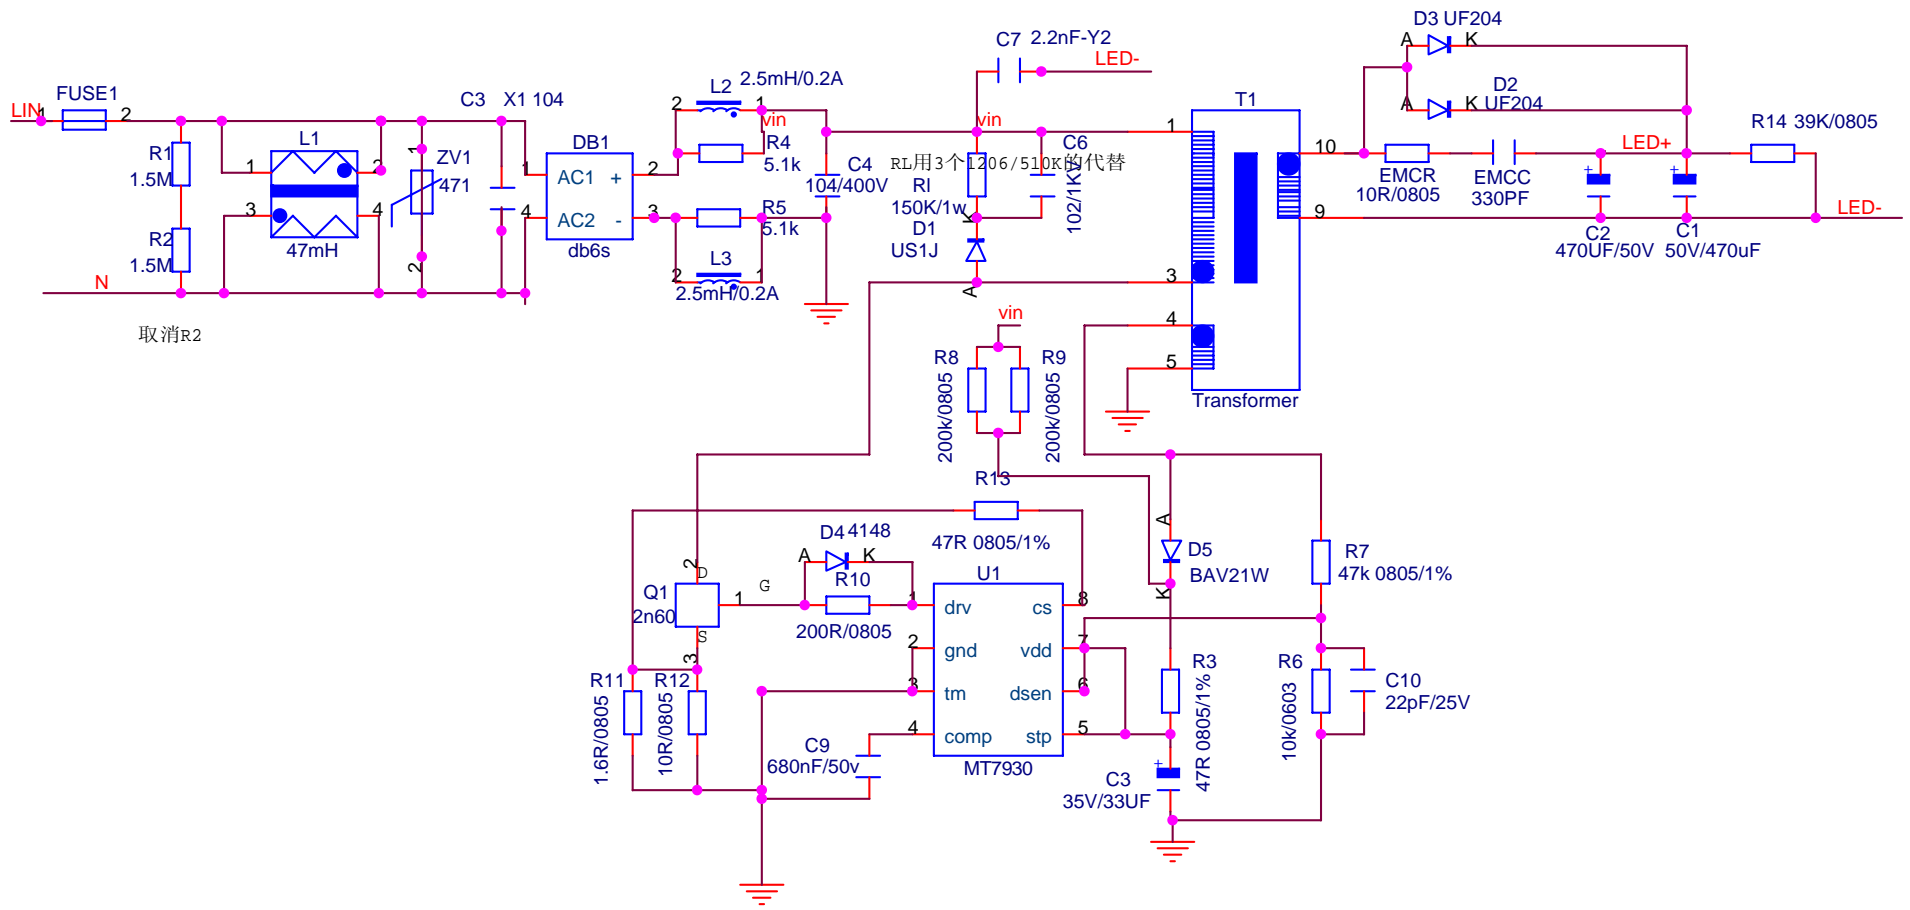 D3 UF204
A
K
C7
2.2nF-Y2
LED-
L2
2.5mH/0.2A
FUSE1
C3
X1 104
T1
D2
UF204
A
K
LIN
1
2
2
1
vin
vin
1
R14 39K/0805
R1
1.5M
L1
1
2
ZV1
1
471
DB1
AC1
+
AC2
-
1
2
4
3
db6s
R4
5.1k
C4
104/400V
C6
102/1KV
RL用3个1206/510K的代替
RI
150K/1w
10
LED+
EMCR
10R/0805
EMCC
330PF
+
+
3
4
47mH
R2
1.5M
2
R5
5.1k
L3
2
1
2.5mH/0.2A
K
D1
US1J
A
9
LED-
C2
470UF/50V
C1
50V/470uF
N
3
取消R2
vin
4
5
Transformer
R8
200k/0805
R9
200k/0805
R13
47R 0805/1%
D4
4148
A
K
R10
200R/0805
U1
A
D5
BAV21W
K
R7
47k 0805/1%
2
D
Q1
2n60
1
G
S
3
1
drv
cs
8
2
gnd
vdd
7
3
tm
dsen
6
4
comp
stp
5
MT7930
R11
1.6R/0805
R12
10R/0805
R3
47R 0805/1%
R6
10k/0603
C10
22pF/25V
C9
680nF/50v
+
C3
35V/33UF